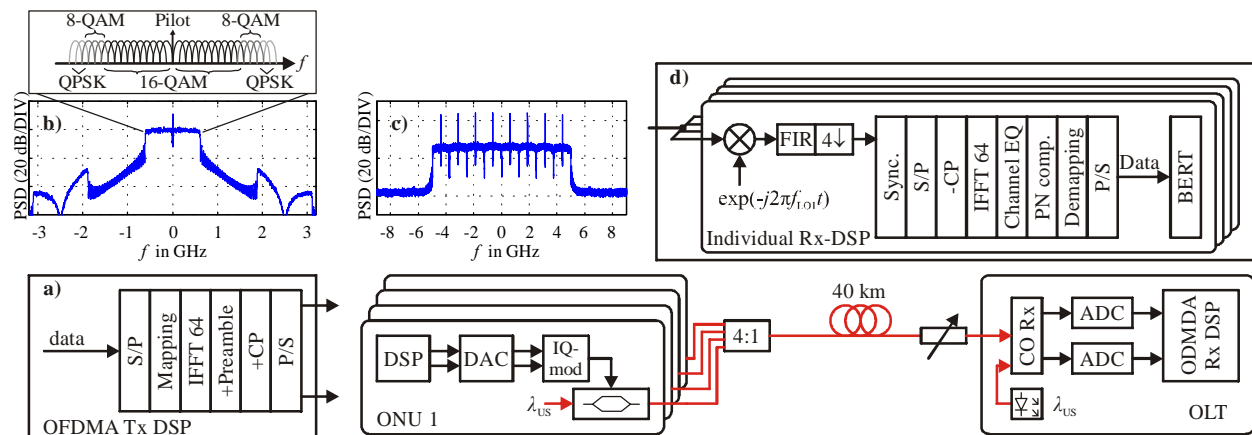 8-QAM Pilot 8-QAM
f
QPSK 16-QAM QPSK
b)
PSD (20 dB/DIV)
-3 -2 -1 0 1 2 3
f in GHz
c)
PSD (20 dB/DIV)
-8 -6 -4 -2 0 2 4 6 8
f in GHz
d)
FIR 4↓
exp(-j2πf_LOI t)
Sync.
S/P
-CP
IFFT 64
Channel EQ
PN comp.
Demapping
P/S
Data
BERT
Individual Rx-DSP
a)
data
S/P
Mapping
IFFT 64
+Preamble
+CP
P/S
OFDMA Tx DSP
DSP
DAC
IQ-
mod
λUS
ONU 1
4:1
40 km
CO Rx
ADC
ADC
ODMDA
Rx DSP
λUS
OLT